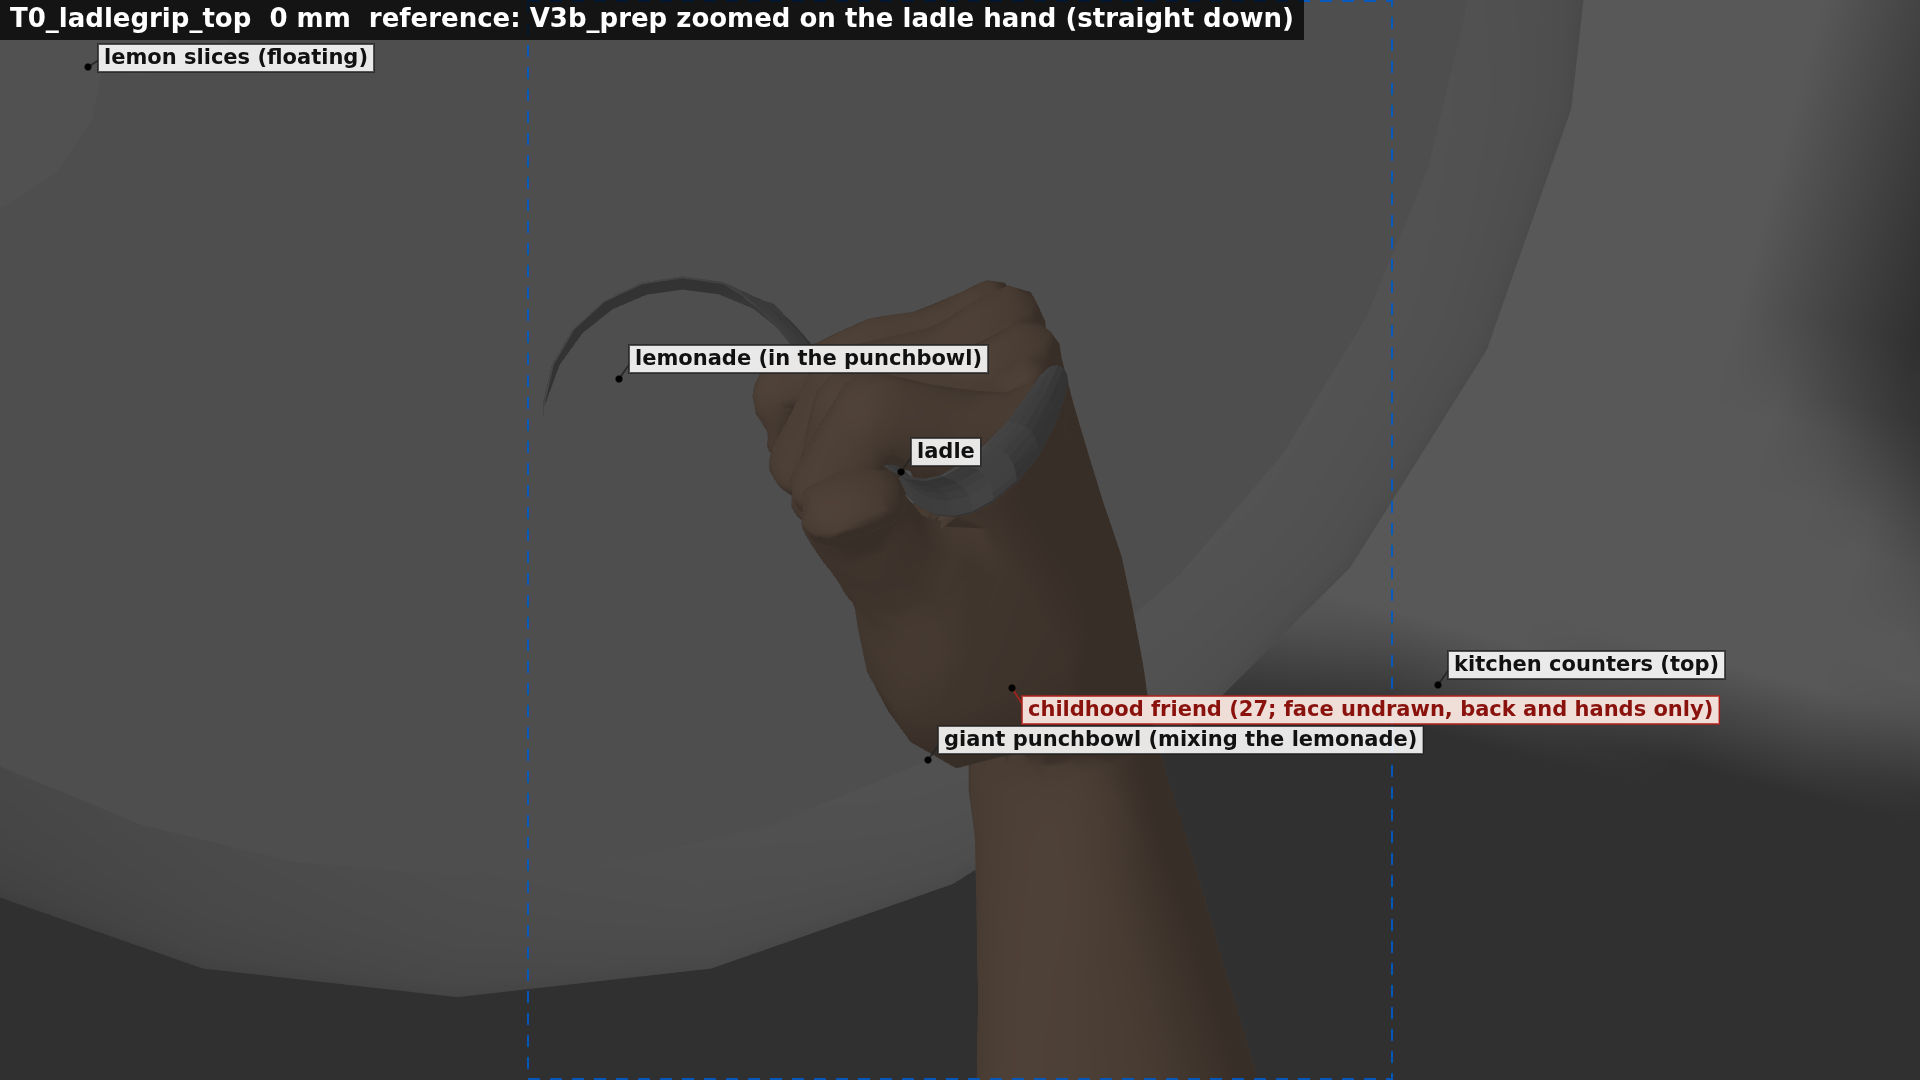 T0_ladlegrip_top 0 mm reference: V3b_prep zoomed on the ladle hand (straight down)
lemon slices (floating)
lemonade (in the punchbowl)
ladle
kitchen counters (top)
childhood friend (27; face undrawn, back and hands only)
giant punchbowl (mixing the lemonade)